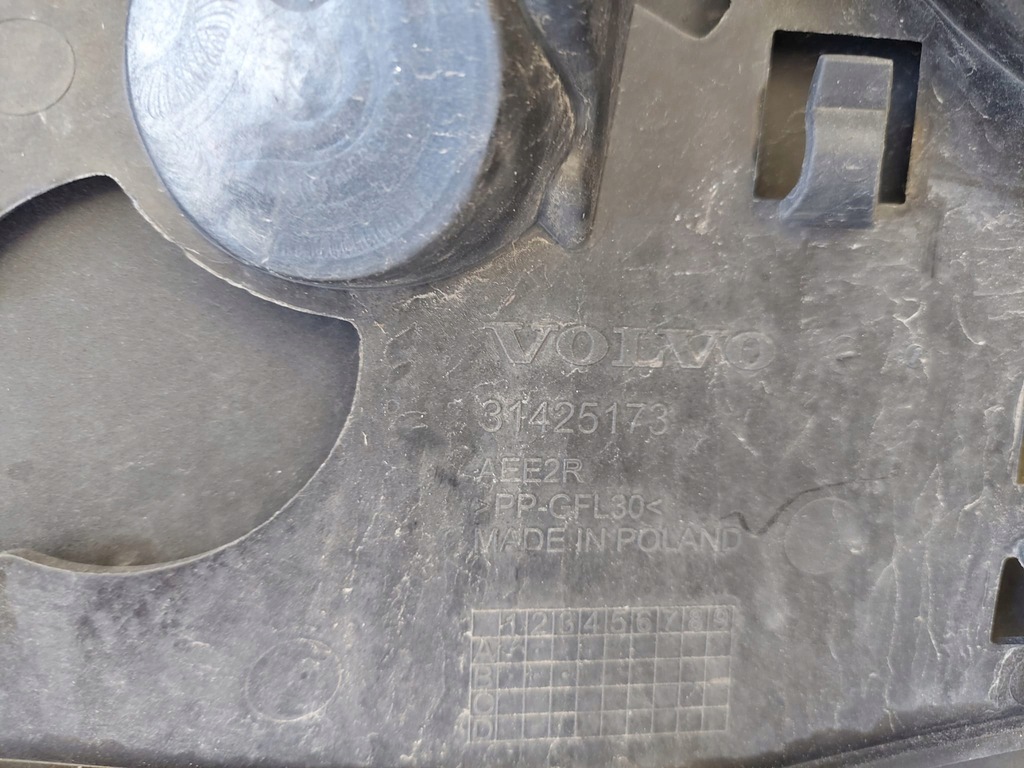 VOLVO
31425173
AEE2R
>PP-GFL30<
MADE IN POLAND
1 2 3 4 5 6 7 8 9
A
B
C
D